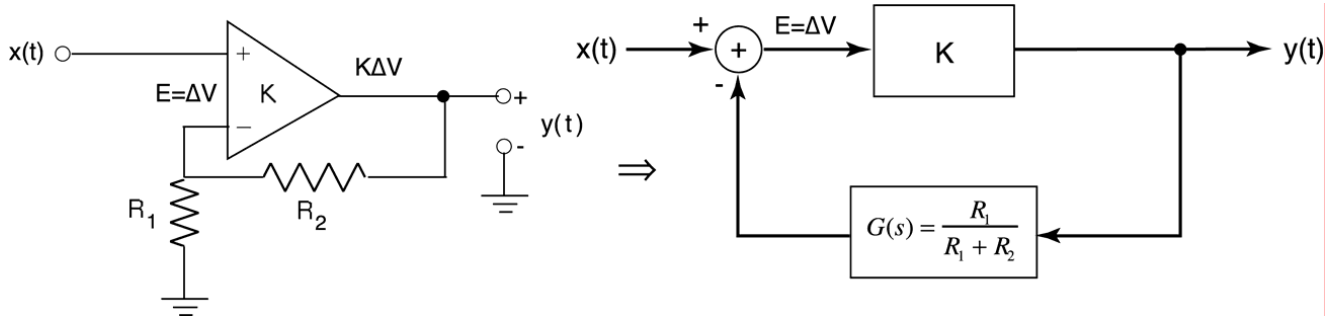 x(t)
+
E=ΔV
K
KΔV
−
+
y(t)
-
R₁
R₂
⇒
x(t)
+
+
-
E=ΔV
K
y(t)
G(s) = R₁ / (R₁ + R₂)